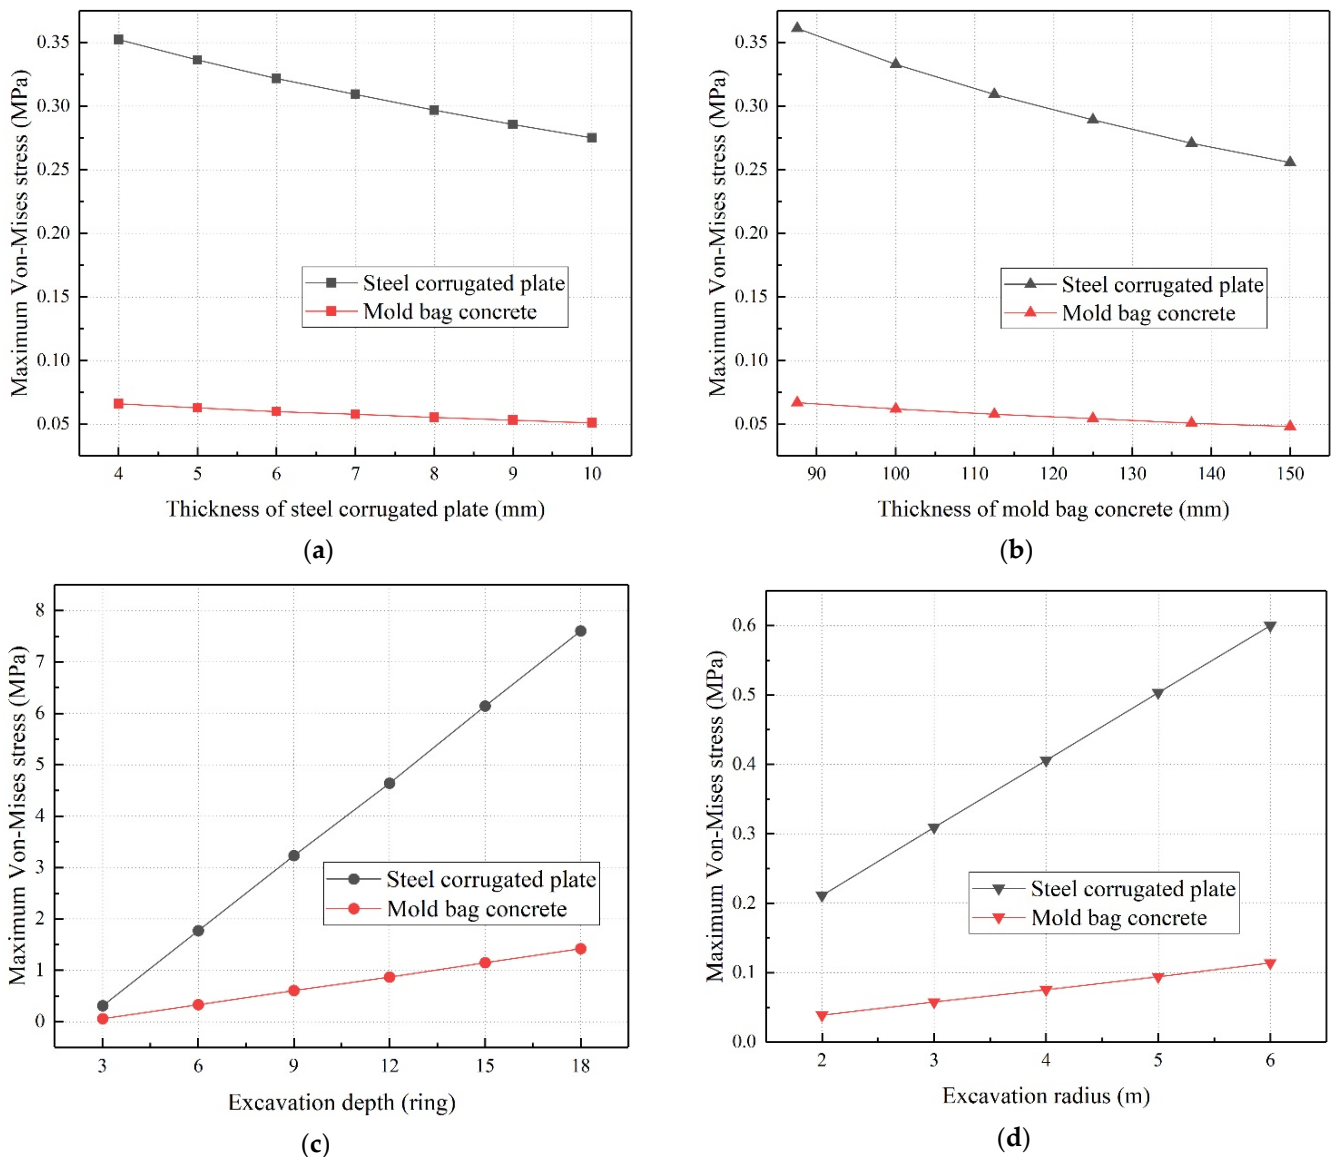 Maximum Von-Mises stress (MPa)
0.35
0.30
0.25
0.20
0.15
0.10
0.05
Steel corrugated plate
Mold bag concrete
4 5 6 7 8 9 10
Thickness of steel corrugated plate (mm)
(a)
Maximum Von-Mises stress (MPa)
0.35
0.30
0.25
0.20
0.15
0.10
0.05
Steel corrugated plate
Mold bag concrete
90 100 110 120 130 140 150
Thickness of mold bag concrete (mm)
(b)
Maximum Von-Mises stress (MPa)
8
7
6
5
4
3
2
1
0
Steel corrugated plate
Mold bag concrete
3 6 9 12 15 18
Excavation depth (ring)
(c)
Maximum Von-Mises stress (MPa)
0.6
0.5
0.4
0.3
0.2
0.1
0.0
Steel corrugated plate
Mold bag concrete
2 3 4 5 6
Excavation radius (m)
(d)